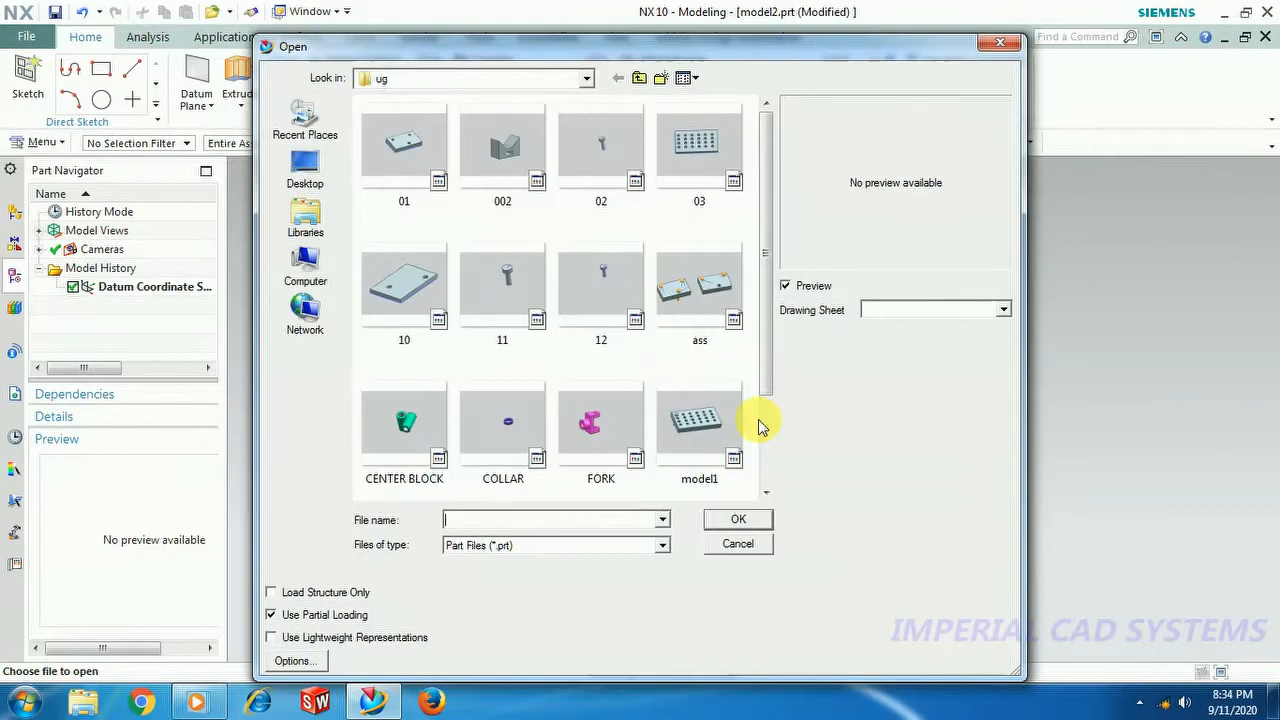 NX
Window
NX 10 - Modeling - [model2.prt (Modified) ]
SIEMENS
File
Home
Analysis
Application
Find a Command
Sketch
Datum
Plane
Extrud
Direct Sketch
Menu
No Selection Filter
Entire Ass
Part Navigator
Name
History Mode
Model Views
Cameras
Model History
Datum Coordinate S...
Dependencies
Details
Preview
No preview available
Open
Look in:
ug
Recent Places
Desktop
Libraries
Computer
Network
01
002
02
03
10
11
12
ass
CENTER BLOCK
COLLAR
FORK
model1
No preview available
Preview
Drawing Sheet
File name:
OK
Files of type:
Part Files (*.prt)
Cancel
Load Structure Only
Use Partial Loading
Use Lightweight Representations
Options...
IMPERIAL CAD SYSTEMS
Choose file to open
SW
8:34 PM
9/11/2020